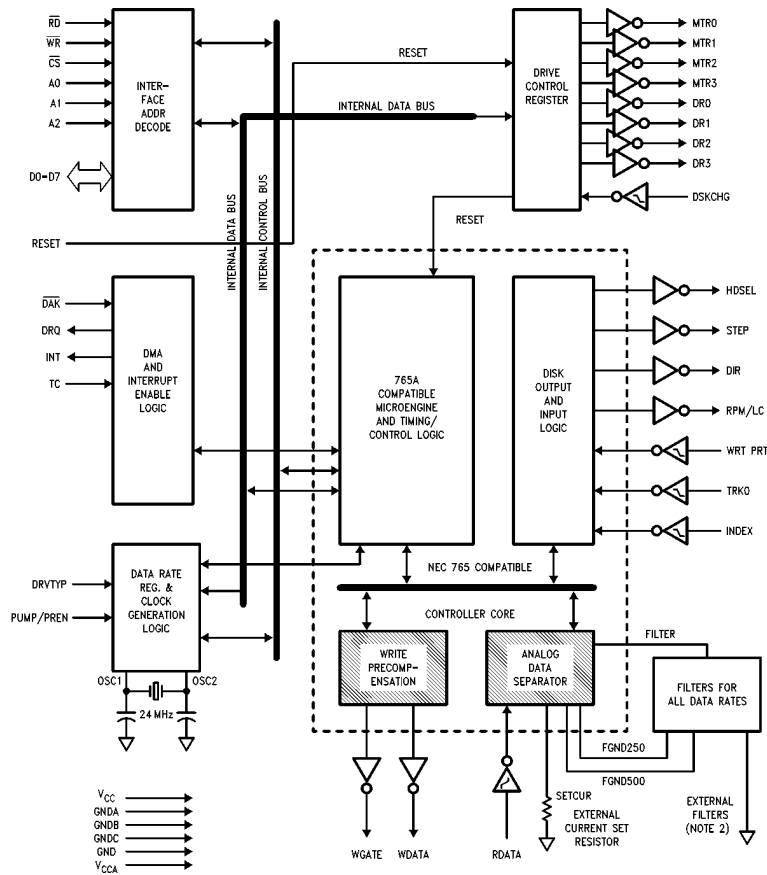 R̅D̅
W̅R̅
C̅S̅
A0
A1
A2
D0–D7
INTER-
FACE
ADDR
DECODE
RESET
INTERNAL DATA BUS
DRIVE
CONTROL
REGISTER
MTR0
MTR1
MTR2
MTR3
DR0
DR1
DR2
DR3
DSKCHG
RESET
RESET
INTERNAL DATA BUS
INTERNAL CONTROL BUS
D̅A̅K̅
DRQ
INT
TC
DMA
AND
INTERRUPT
ENABLE
LOGIC
765A
COMPATIBLE
MICROENGINE
AND TIMING/
CONTROL LOGIC
DISK
OUTPUT
AND
INPUT
LOGIC
HDSEL
STEP
DIR
RPM/LC
WRT PRT
TRK0
INDEX
DRVTYP
PUMP/PREN
DATA RATE
REG. &
CLOCK
GENERATION
LOGIC
OSC1
OSC2
24 MHz
NEC 765 COMPATIBLE
CONTROLLER CORE
WRITE
PRECOMP-
ENSATION
ANALOG
DATA
SEPARATOR
FILTER
FILTERS FOR
ALL DATA RATES
FGND250
FGND500
SETCUR
EXTERNAL
CURRENT SET
RESISTOR
EXTERNAL
FILTERS
(NOTE 2)
WGATE
WDATA
RDATA
VCC
GNDA
GNDB
GNDC
GND
VCCA